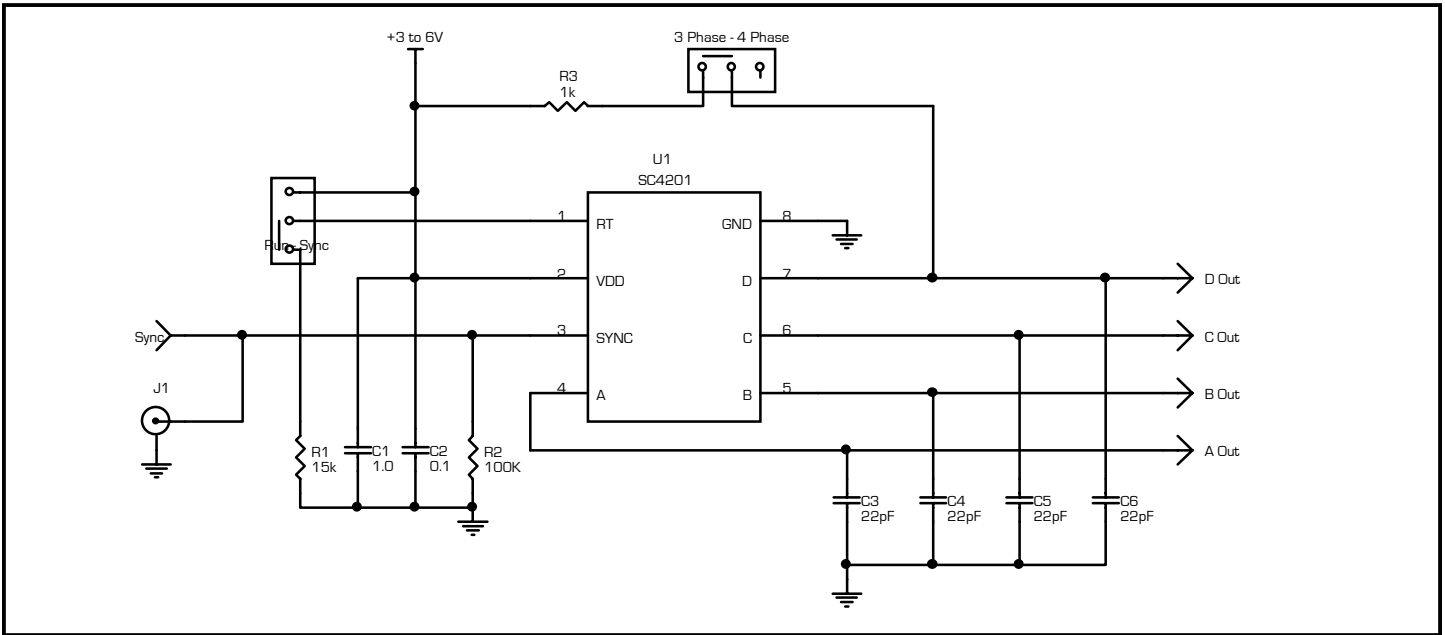 +3 to 6V
3 Phase - 4 Phase
R3
1k
U1
SC4201
1
RT
GND
8
Run - Sync
2
VDD
D
7
D Out
Sync
3
SYNC
C
6
C Out
J1
4
A
B
5
B Out
R1
15k
C1
1.0
C2
0.1
R2
100K
A Out
C3
22pF
C4
22pF
C5
22pF
C6
22pF